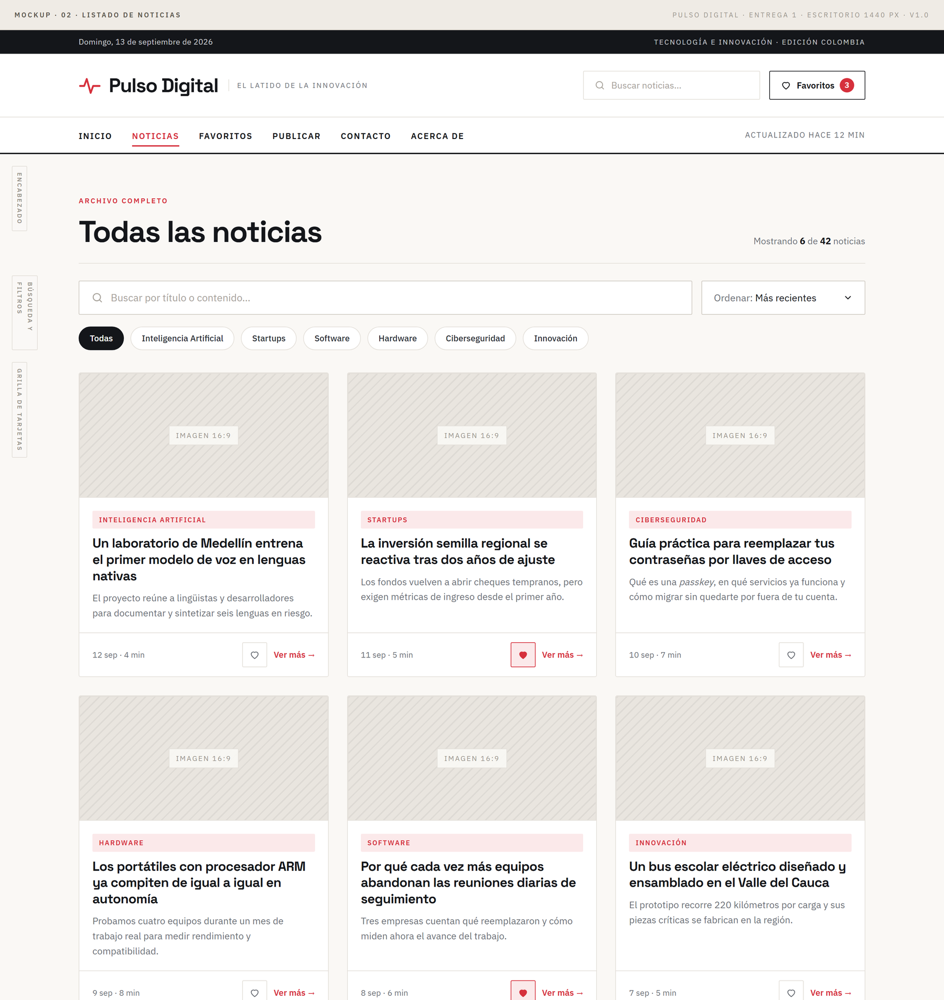 MOCKUP · 02 · LISTADO DE NOTICIAS
PULSO DIGITAL · ENTREGA 1 · ESCRITORIO 1440 PX · V1.0
Domingo, 13 de septiembre de 2026
TECNOLOGÍA E INNOVACIÓN · EDICIÓN COLOMBIA
Pulso Digital
EL LATIDO DE LA INNOVACIÓN
Buscar noticias...
Favoritos 3
INICIO
NOTICIAS
FAVORITOS
PUBLICAR
CONTACTO
ACERCA DE
ACTUALIZADO HACE 12 MIN
ENCABEZADO
ARCHIVO COMPLETO
Todas las noticias
Mostrando 6 de 42 noticias
BÚSQUEDA Y
FILTROS
Buscar por título o contenido...
Ordenar: Más recientes
Todas
Inteligencia Artificial
Startups
Software
Hardware
Ciberseguridad
Innovación
GRILLA DE TARJETAS
IMAGEN 16:9
INTELIGENCIA ARTIFICIAL
Un laboratorio de Medellín entrena
el primer modelo de voz en lenguas
nativas
El proyecto reúne a lingüistas y desarrolladores
para documentar y sintetizar seis lenguas en riesgo.
12 sep · 4 min
Ver más →
IMAGEN 16:9
STARTUPS
La inversión semilla regional se
reactiva tras dos años de ajuste
Los fondos vuelven a abrir cheques tempranos, pero
exigen métricas de ingreso desde el primer año.
11 sep · 5 min
Ver más →
IMAGEN 16:9
CIBERSEGURIDAD
Guía práctica para reemplazar tus
contraseñas por llaves de acceso
Qué es una passkey, en qué servicios ya funciona y
cómo migrar sin quedarte por fuera de tu cuenta.
10 sep · 7 min
Ver más →
IMAGEN 16:9
HARDWARE
Los portátiles con procesador ARM
ya compiten de igual a igual en
autonomía
Probamos cuatro equipos durante un mes de
trabajo real para medir rendimiento y
compatibilidad.
9 sep · 8 min
Ver más →
IMAGEN 16:9
SOFTWARE
Por qué cada vez más equipos
abandonan las reuniones diarias de
seguimiento
Tres empresas cuentan qué reemplazaron y cómo
miden ahora el avance del trabajo.
8 sep · 6 min
Ver más →
IMAGEN 16:9
INNOVACIÓN
Un bus escolar eléctrico diseñado y
ensamblado en el Valle del Cauca
El prototipo recorre 220 kilómetros por carga y sus
piezas críticas se fabrican en la región.
7 sep · 5 min
Ver más →